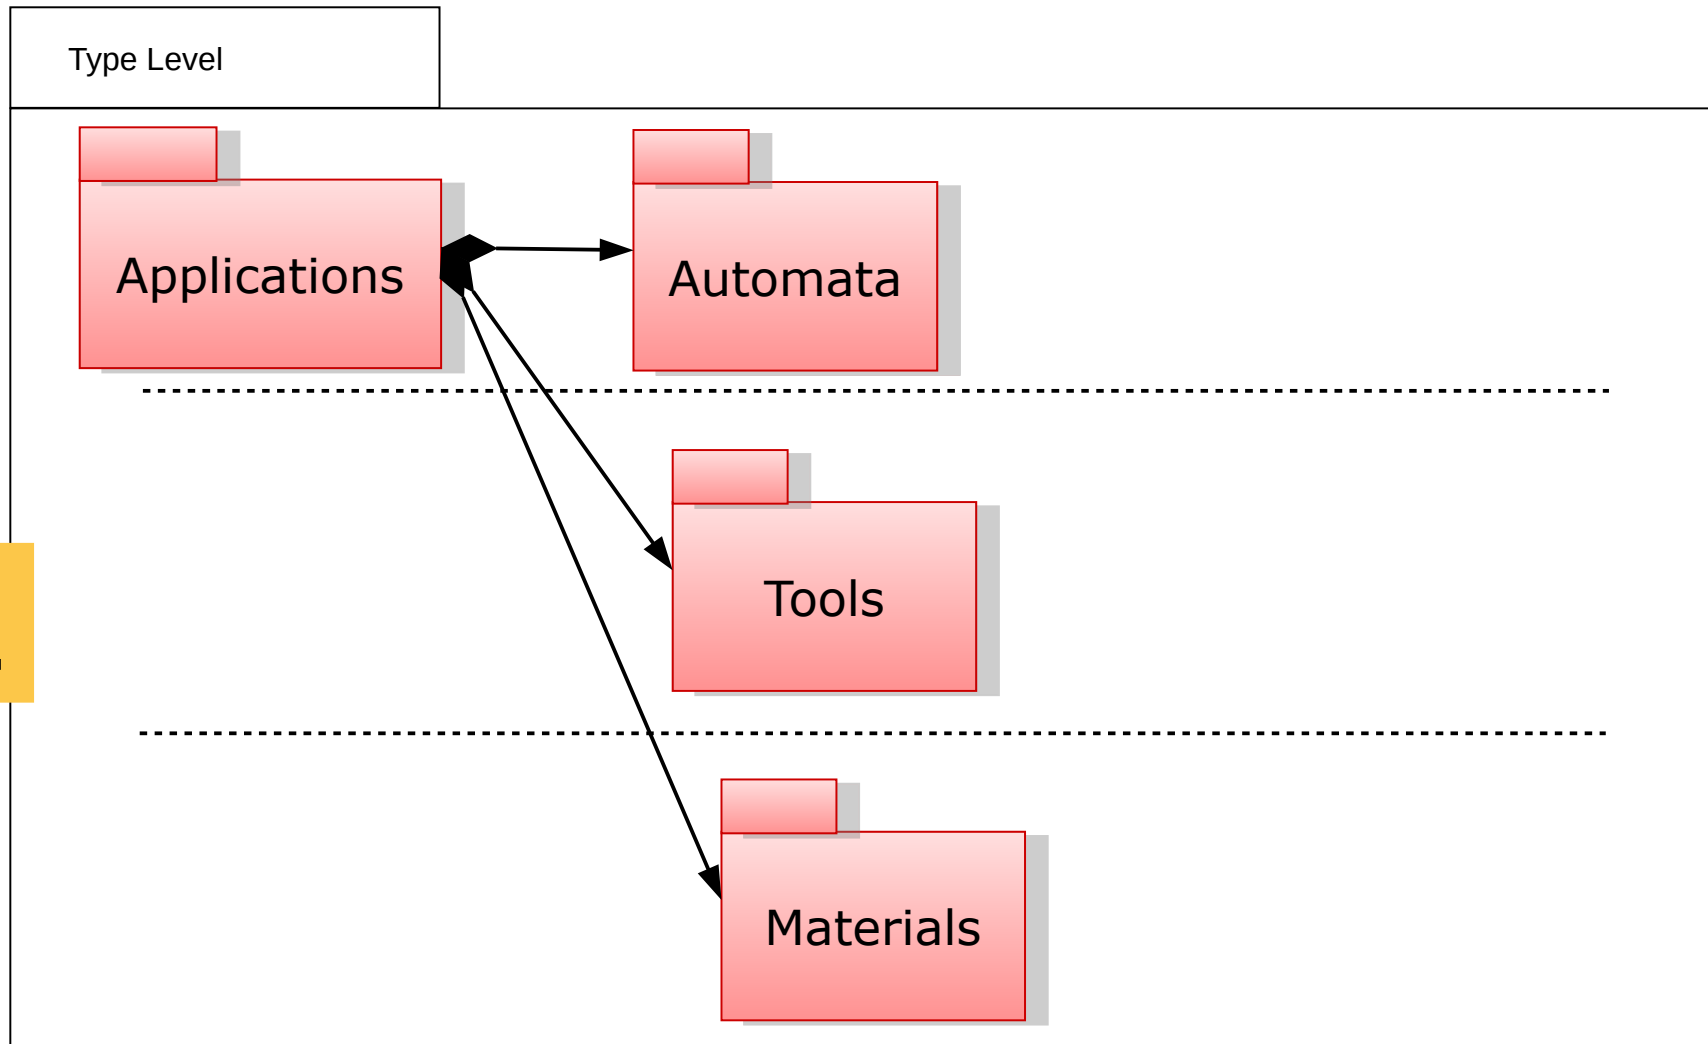 Type Level
Applications
Automata
Tools
Materials